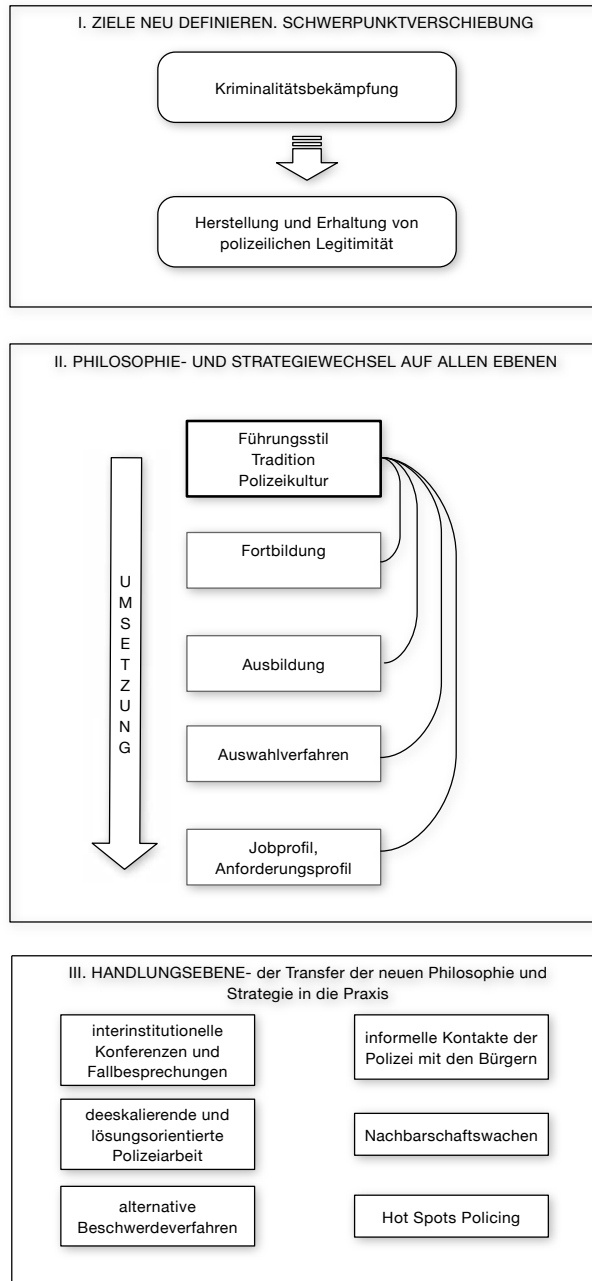 I. ZIELE NEU DEFINIEREN. SCHWERPUNKTVERSCHIEBUNG
Kriminalitätsbekämpfung
Herstellung und Erhaltung von
polizeilichen Legitimität
II. PHILOSOPHIE- UND STRATEGIEWECHSEL AUF ALLEN EBENEN
UMSETZUNG
Führungsstil
Tradition
Polizeikultur
Fortbildung
Ausbildung
Auswahlverfahren
Jobprofil,
Anforderungsprofil
III. HANDLUNGSEBENE- der Transfer der neuen Philosophie und
Strategie in die Praxis
interinstitutionelle
Konferenzen und
Fallbesprechungen
informelle Kontakte der
Polizei mit den Bürgern
deeskalierende und
lösungsorientierte
Polizeiarbeit
Nachbarschaftswachen
alternative
Beschwerdeverfahren
Hot Spots Policing